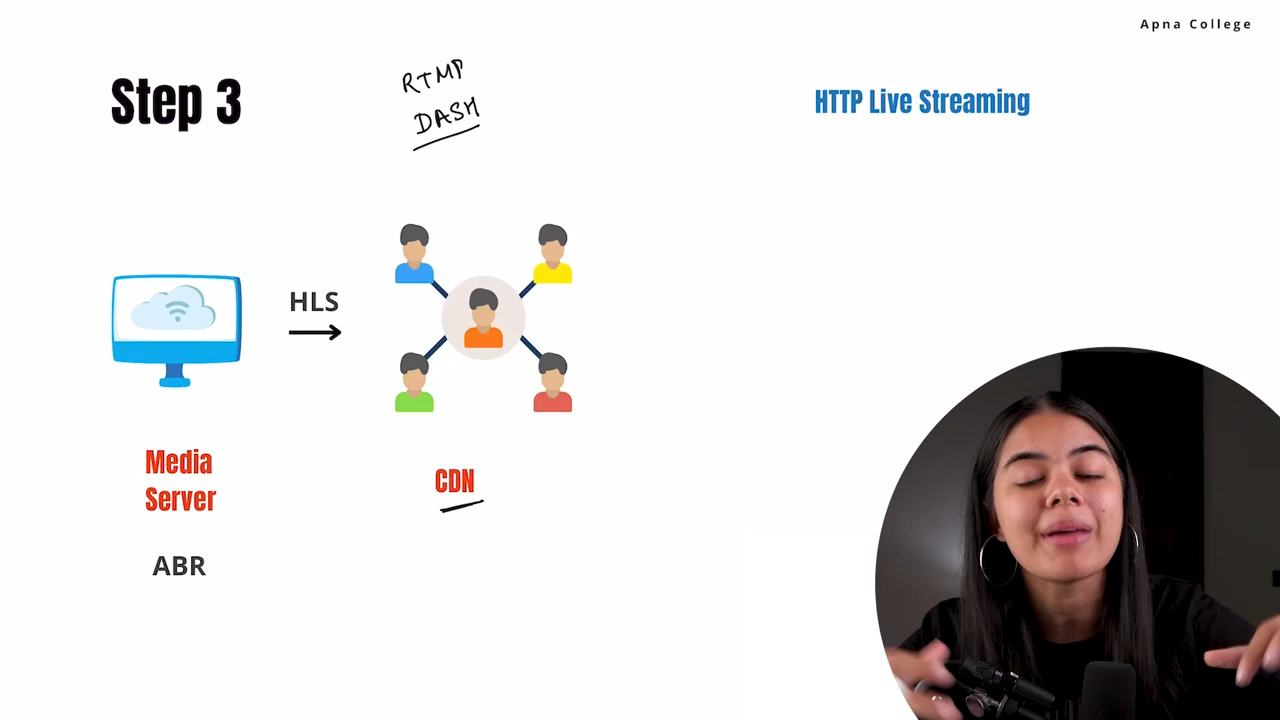 Apna College
Step 3
RTMP
DASH
HTTP Live Streaming
HLS
Media
Server
CDN
ABR